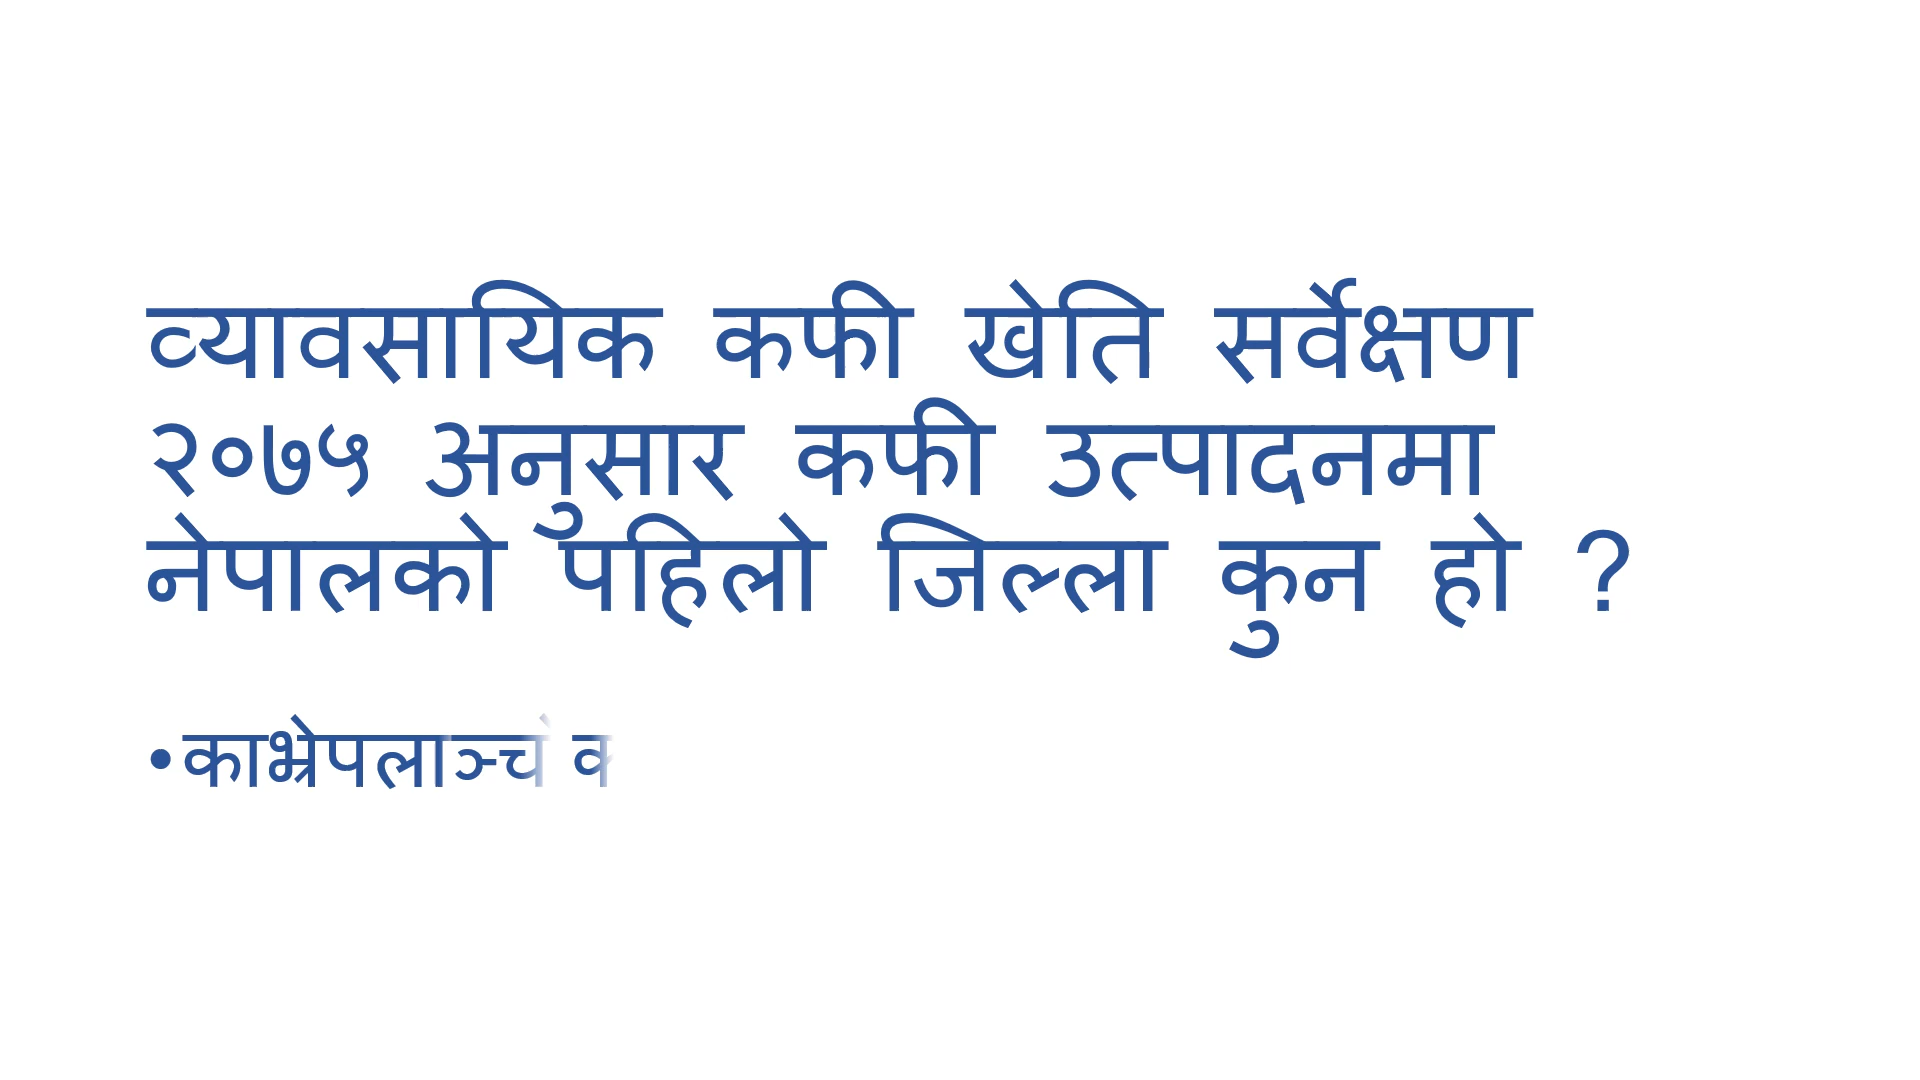 व्यावसायिक कफी खेति सर्वेक्षण
२०७५ अनुसार कफी उत्पादनमा
नेपालको पहिलो जिल्ला कुन हो ?
•काभ्रेपलाञ्चो